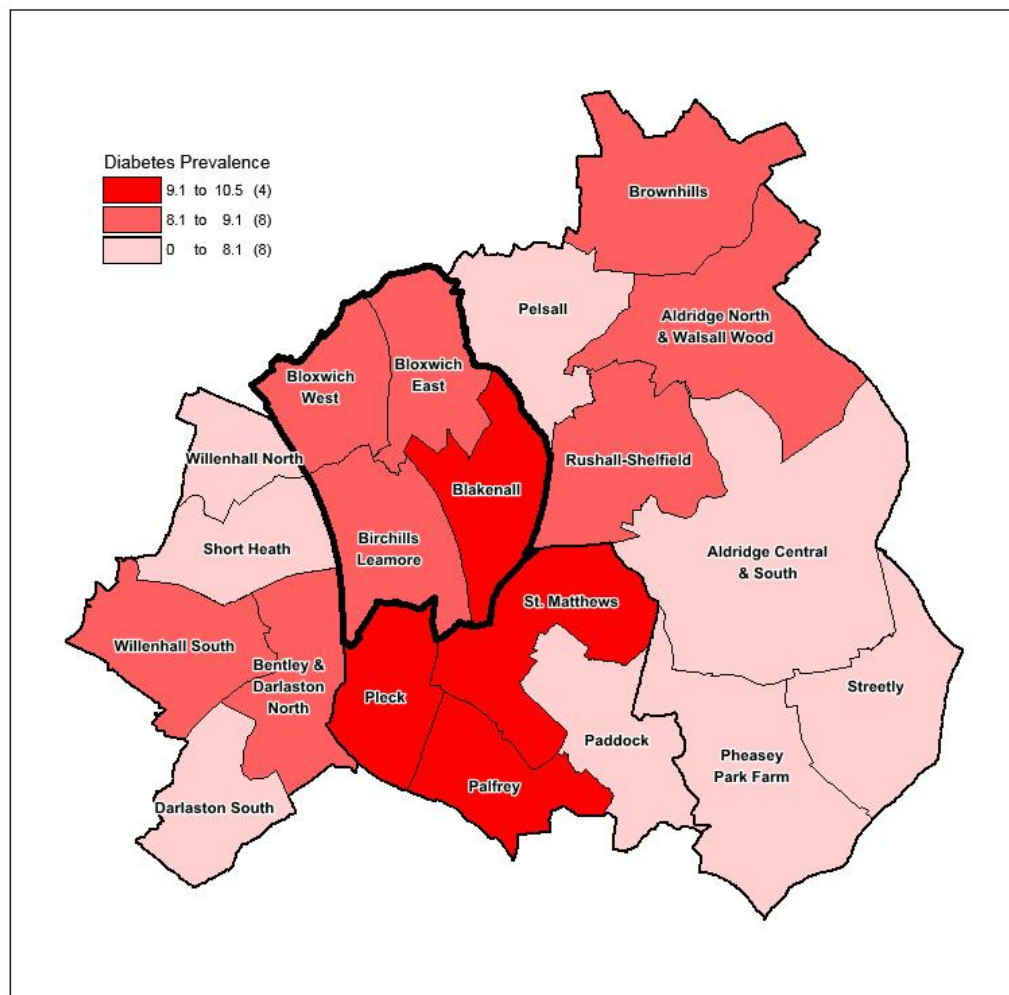 Diabetes Prevalence
9.1 to 10.5 (4)
8.1 to 9.1 (8)
0 to 8.1 (8)
Brownhills
Pelsall
Aldridge North
& Walsall Wood
Bloxwich
West
Bloxwich
East
Willenhall North
Blakenall
Rushall-Shelfield
Short Heath
Birchills
Leamore
Aldridge Central
& South
St. Matthews
Willenhall South
Bentley &
Darlaston
North
Pleck
Streetly
Paddock
Pheasey
Park Farm
Palfrey
Darlaston South